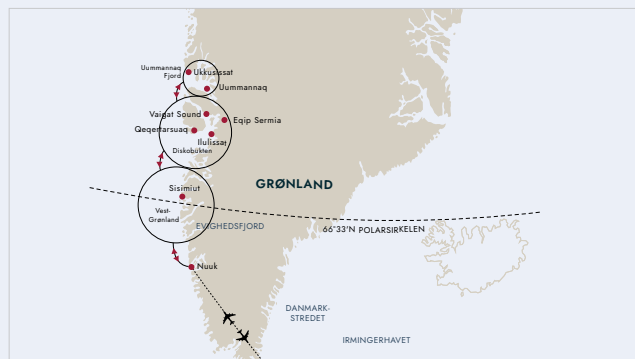 Uummannaq
Fjord
Ukkusissat
Uummannaq
Vaigat Sound
Eqip Sermia
Qeqertarsuaq
Ilulissat
Diskobukten
Sisimiut
GRØNLAND
Vest-
Grønland
EVIGHEDSFJORD
66°33'N POLARSIRKELEN
Nuuk
DANMARK-
STREDET
IRMINGERHAVET